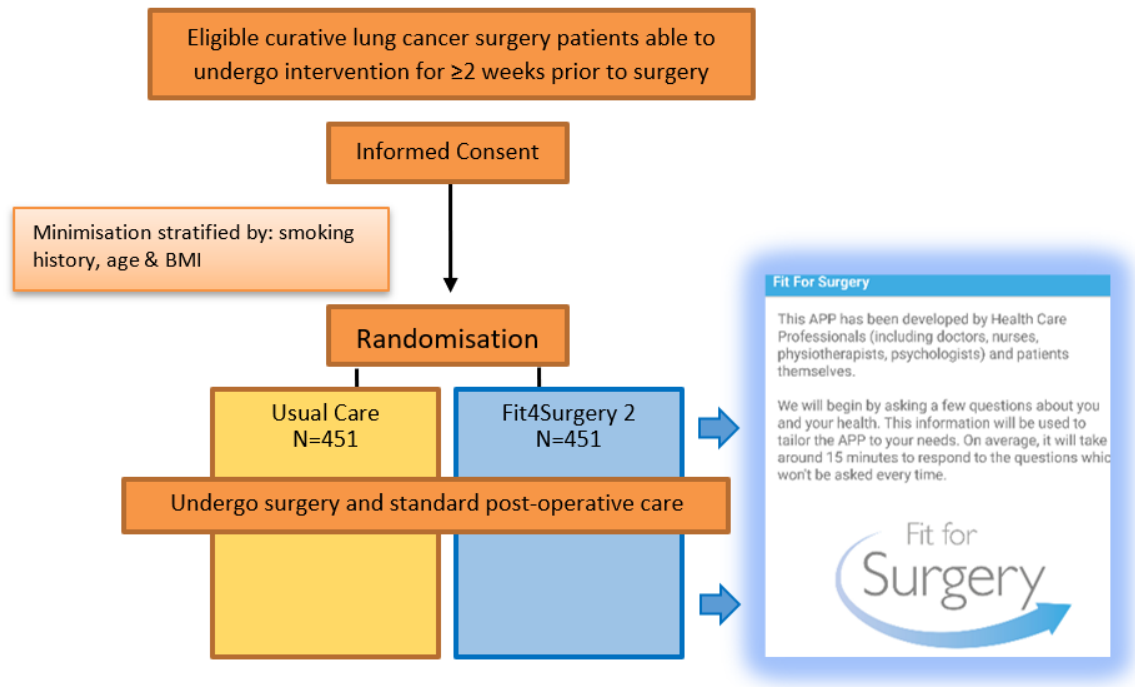 Eligible curative lung cancer surgery patients able to
undergo intervention for ≥2 weeks prior to surgery
Informed Consent
Minimisation stratified by: smoking
history, age & BMI
Randomisation
Usual Care
N=451
Fit4Surgery 2
N=451
Undergo surgery and standard post-operative care
Fit For Surgery
This APP has been developed by Health Care
Professionals (including doctors, nurses,
physiotherapists, psychologists) and patients
themselves.
We will begin by asking a few questions about you
and your health. This information will be used to
tailor the APP to your needs. On average, it will take
around 15 minutes to respond to the questions whic
won't be asked every time.
Fit for
Surgery